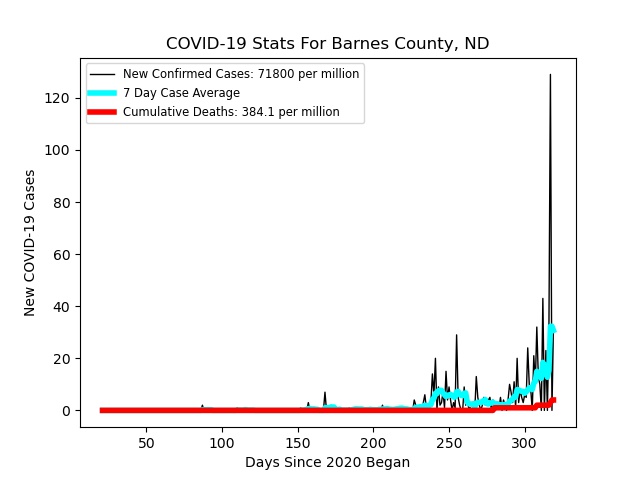 COVID-19 Stats For Barnes County, ND
New Confirmed Cases: 71800 per million
7 Day Case Average
Cumulative Deaths: 384.1 per million
New COVID-19 Cases
120
100
80
60
40
20
0
50 100 150 200 250 300
Days Since 2020 Began